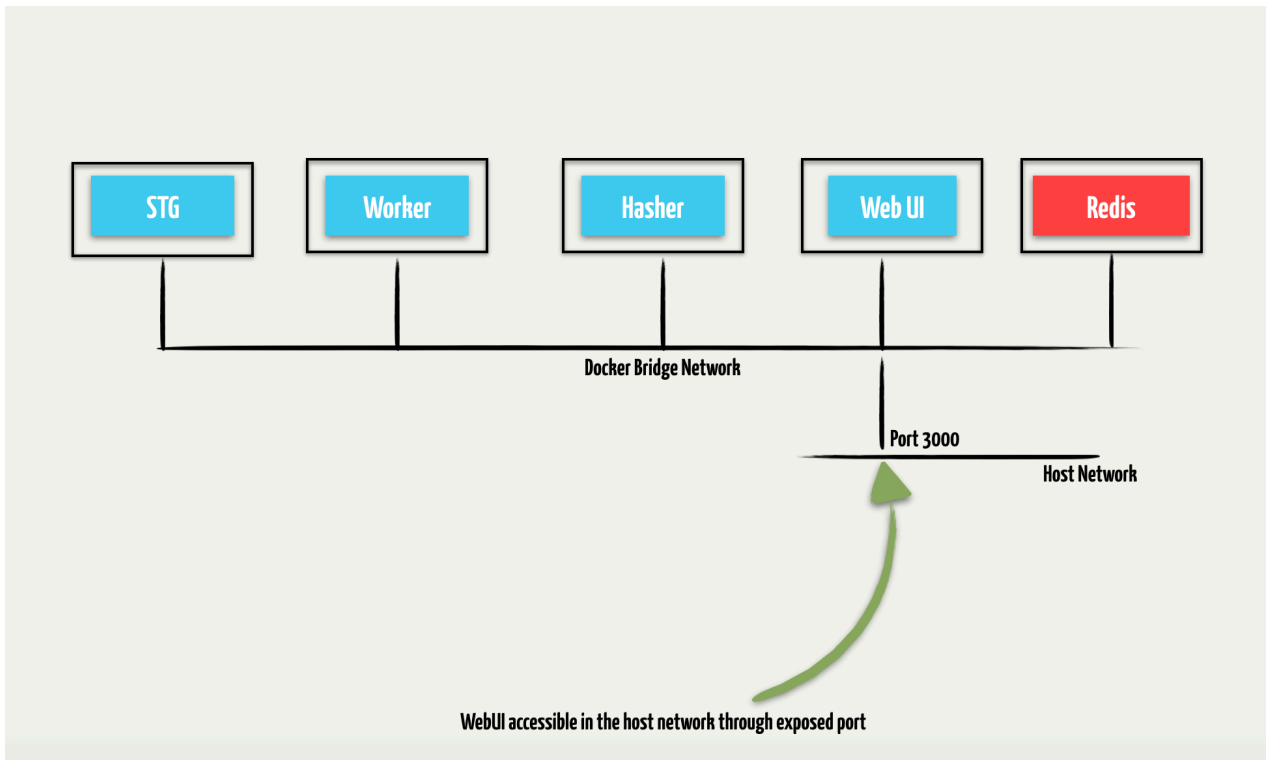 STG
Worker
Hasher
Web UI
Redis
Docker Bridge Network
Port 3000
Host Network
WebUI accessible in the host network through exposed port